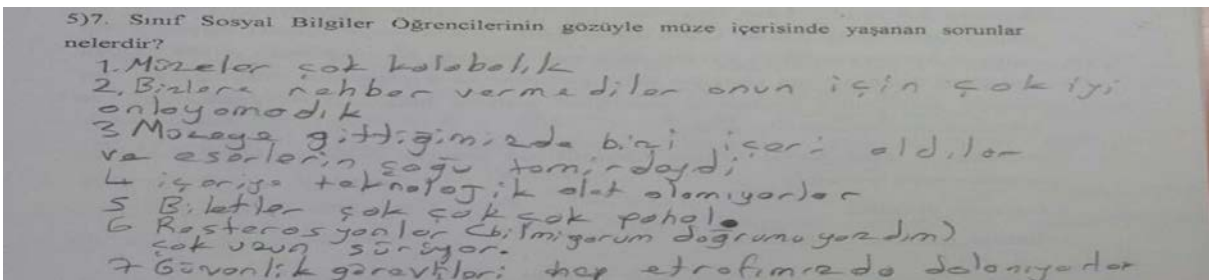 5)7. Sınıf Sosyal Bilgiler Öğrencilerinin gözüyle müze içerisinde yaşanan sorunlar
nelerdir?
1. Müzeler çok kalabalık
2. Bizlere rehber vermediler onun için çok iyi
anlayamadık
3 Müzeye gittiğimizde bizi içeri aldılar
ve eserlerin çoğu tamirdaydı
4 içeriye teknolojik alet alamıyorlar
5 Biletler çok çok çok pahalı.
6 Rasterasyonlar (bilmiyorum doğrumu yazdım)
çok uzun sürüyor.
7 Güvenlik görevlileri hep etrafımızda dolanıyorlar